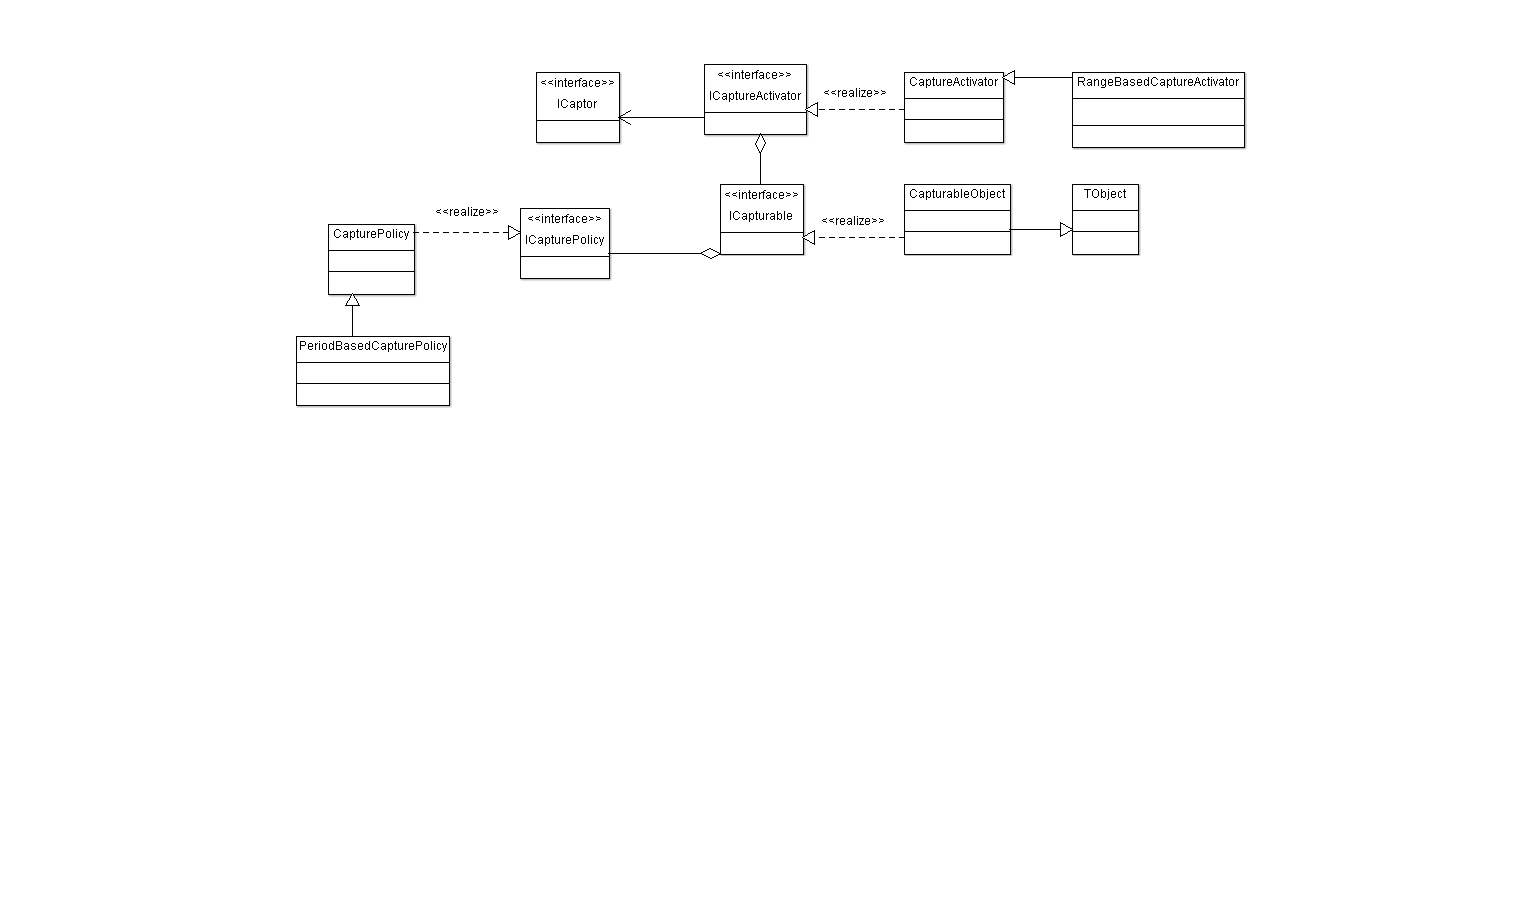 <<interface>>
ICaptor
<<interface>>
ICaptureActivator
<<realize>>
CaptureActivator
RangeBasedCaptureActivator
<<interface>>
ICapturable
<<realize>>
CapturableObject
TObject
<<realize>>
<<interface>>
ICapturePolicy
CapturePolicy
PeriodBasedCapturePolicy